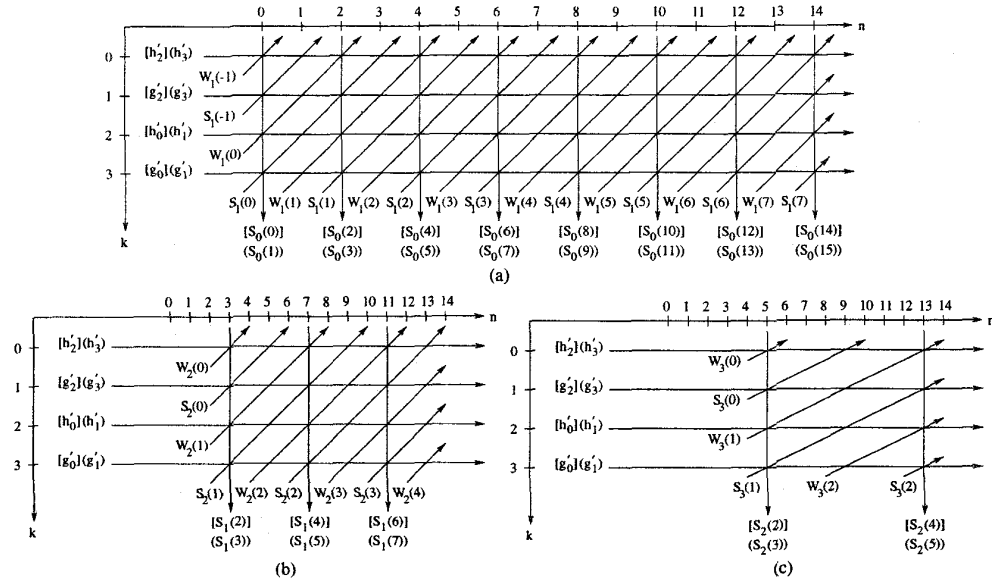 0 1 2 3 4 5 6 7 8 9 10 11 12 13 14 n
0 [h′2](h′3)
W1(-1)
1 [g′2](g′3)
S1(-1)
2 [h′0](h′1)
W1(0)
3 [g′0](g′1)
S1(0) W1(1) S1(1) W1(2) S1(2) W1(3) S1(3) W1(4) S1(4) W1(5) S1(5) W1(6) S1(6) W1(7) S1(7)
k
[S0(0)] [S0(2)] [S0(4)] [S0(6)] [S0(8)] [S0(10)] [S0(12)] [S0(14)]
(S0(1)) (S0(3)) (S0(5)) (S0(7)) (S0(9)) (S0(11)) (S0(13)) (S0(15))
(a)
0 1 2 3 4 5 6 7 8 9 10 11 12 13 14 n
0 [h′2](h′3)
W2(0)
1 [g′2](g′3)
S2(0)
2 [h′0](h′1)
W2(1)
3 [g′0](g′1)
S2(1) W2(2) S2(2) W2(3) S2(3) W2(4)
[S1(2)] [S1(4)] [S1(6)]
k
(S1(3)) (S1(5)) (S1(7))
(b)
0 1 2 3 4 5 6 7 8 9 10 11 12 13 14 n
0 [h′2](h′3)
W3(0)
1 [g′2](g′3)
S3(0)
2 [h′0](h′1)
W3(1)
3 [g′0](g′1)
S3(1) W3(2) S3(2)
[S2(2)] [S2(4)]
k
(S2(3)) (S2(5))
(c)